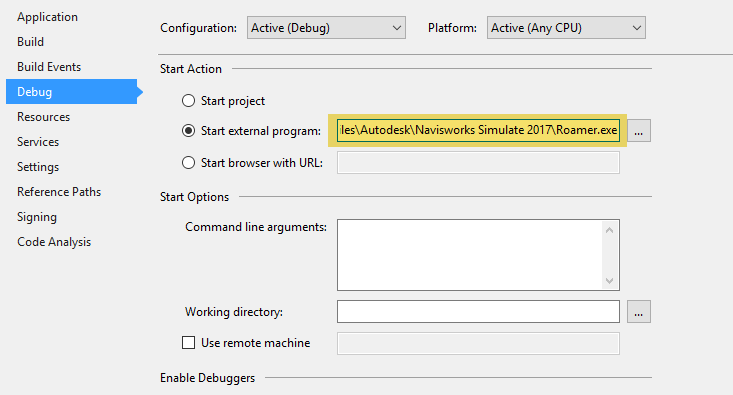 Application
Build
Build Events
Debug
Resources
Services
Settings
Reference Paths
Signing
Code Analysis
Configuration: Active (Debug) Platform: Active (Any CPU)
Start Action
Start project
Start external program: iles\Autodesk\Navisworks Simulate 2017\Roamer.exe ...
Start browser with URL:
Start Options
Command line arguments:
Working directory: ...
Use remote machine
Enable Debuggers